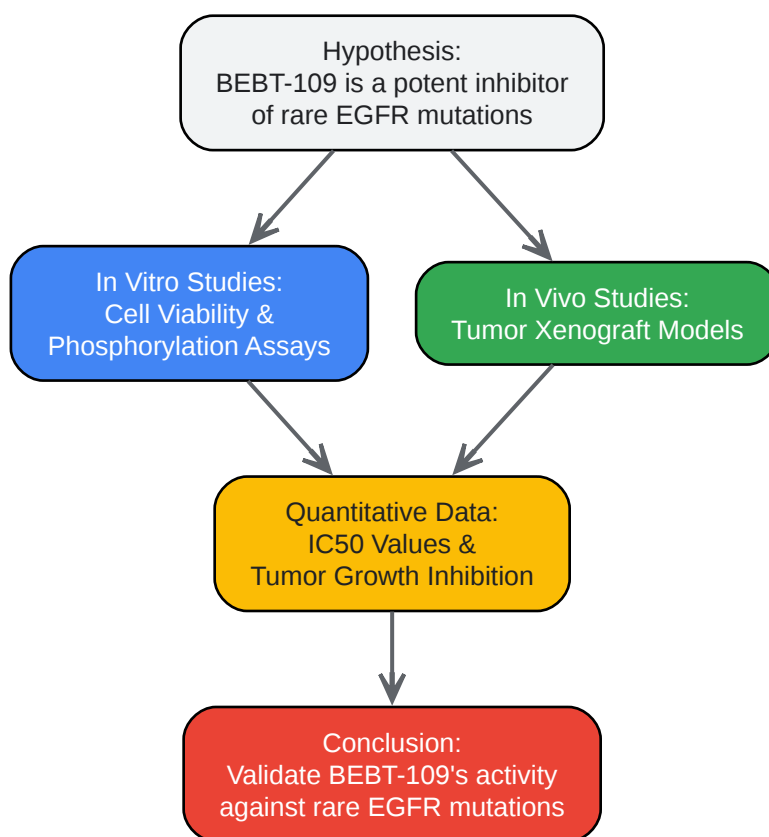 Hypothesis:
BEBT-109 is a potent inhibitor
of rare EGFR mutations
In Vitro Studies:
Cell Viability &
Phosphorylation Assays
In Vivo Studies:
Tumor Xenograft Models
Quantitative Data:
IC50 Values &
Tumor Growth Inhibition
Conclusion:
Validate BEBT-109's activity
against rare EGFR mutations